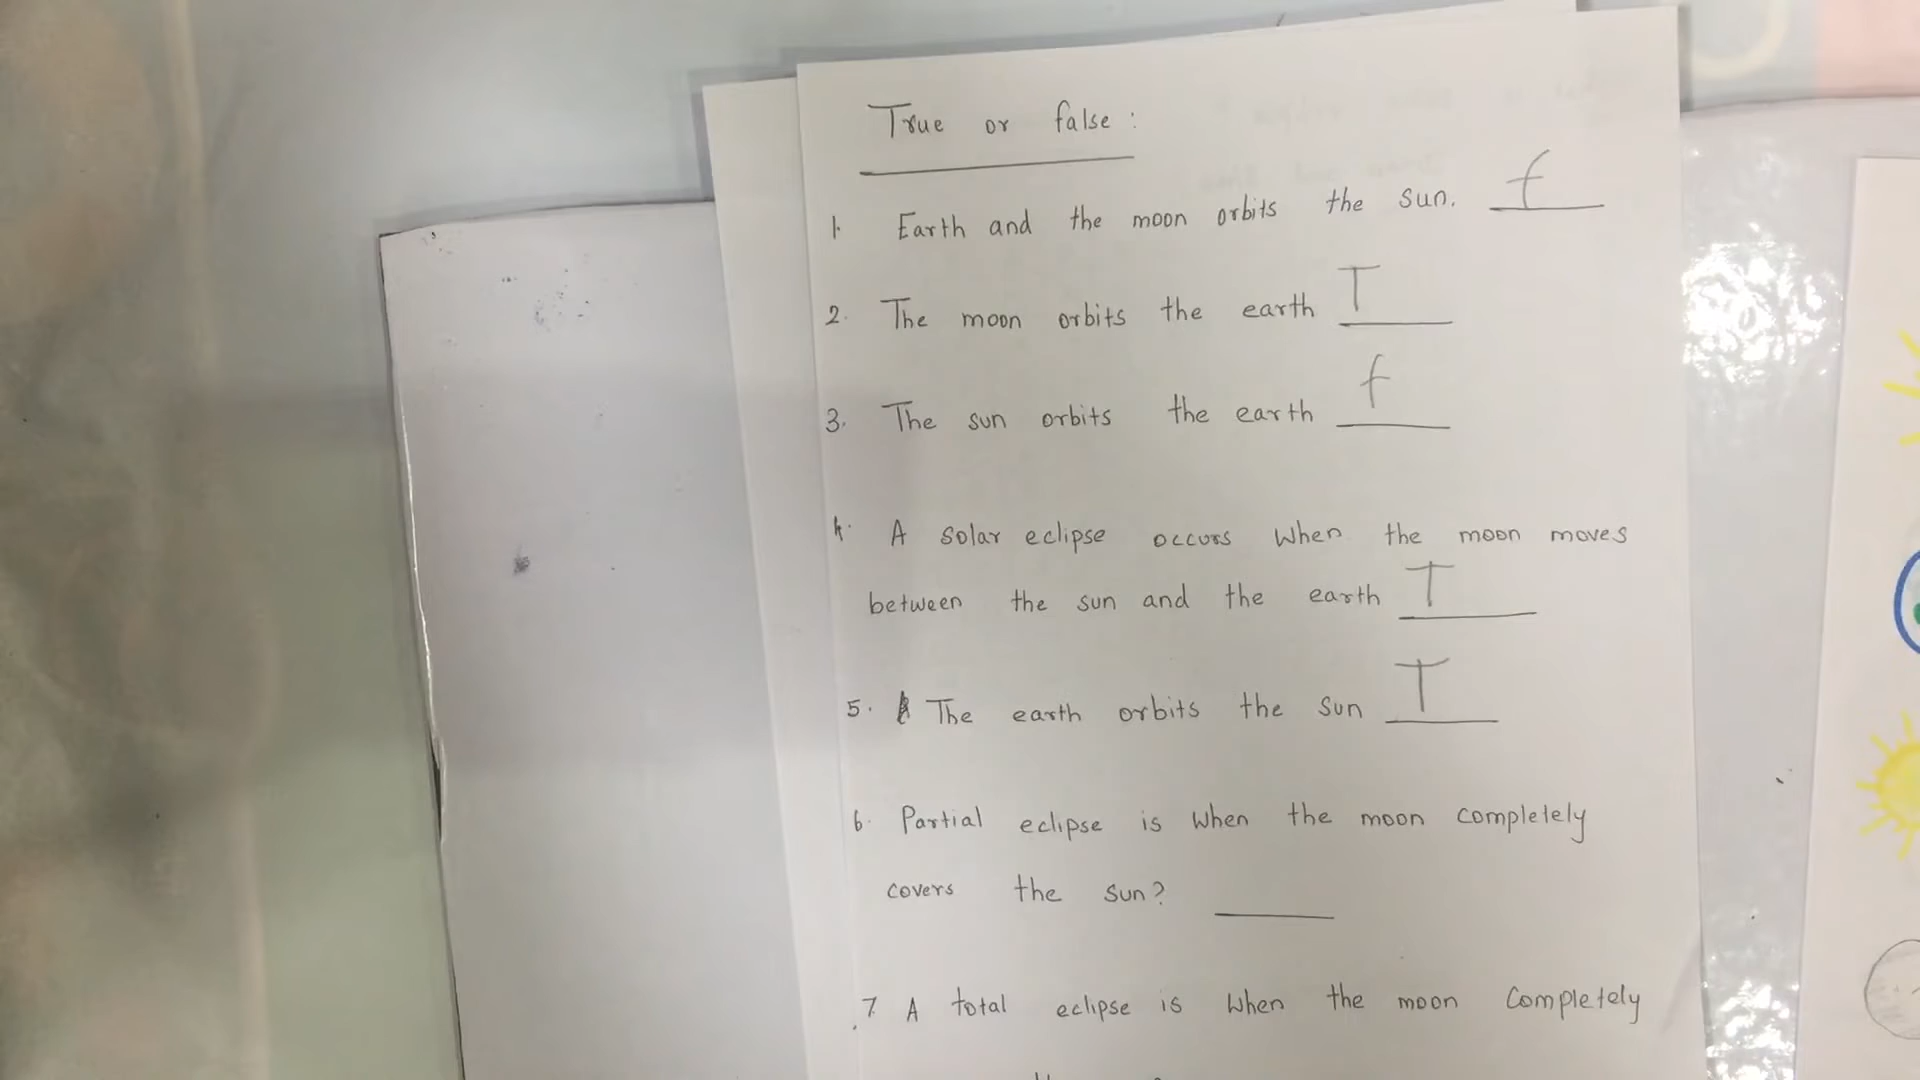 True or false :
1. Earth and the moon orbits the sun. f
2. The moon orbits the earth T
3. The sun orbits the earth f
4. A solar eclipse occurs when the moon moves
between the sun and the earth T
5. The earth orbits the sun T
6. Partial eclipse is when the moon completely
covers the sun?
7. A total eclipse is when the moon completely